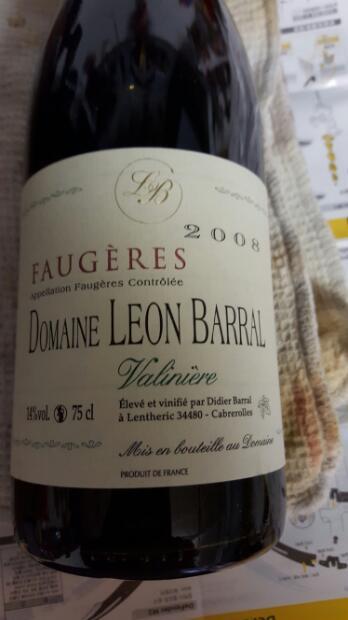 LB
2008
FAUGÈRES
Appellation Faugères Contrôlée
DOMAINE LEON BARRAL
Valinière
14%vol. 75 cl
Élevé et vinifié par Didier Barral
à Lentheric 34480 - Cabrerolles
Mis en bouteille au Domaine
PRODUIT DE FRANCE